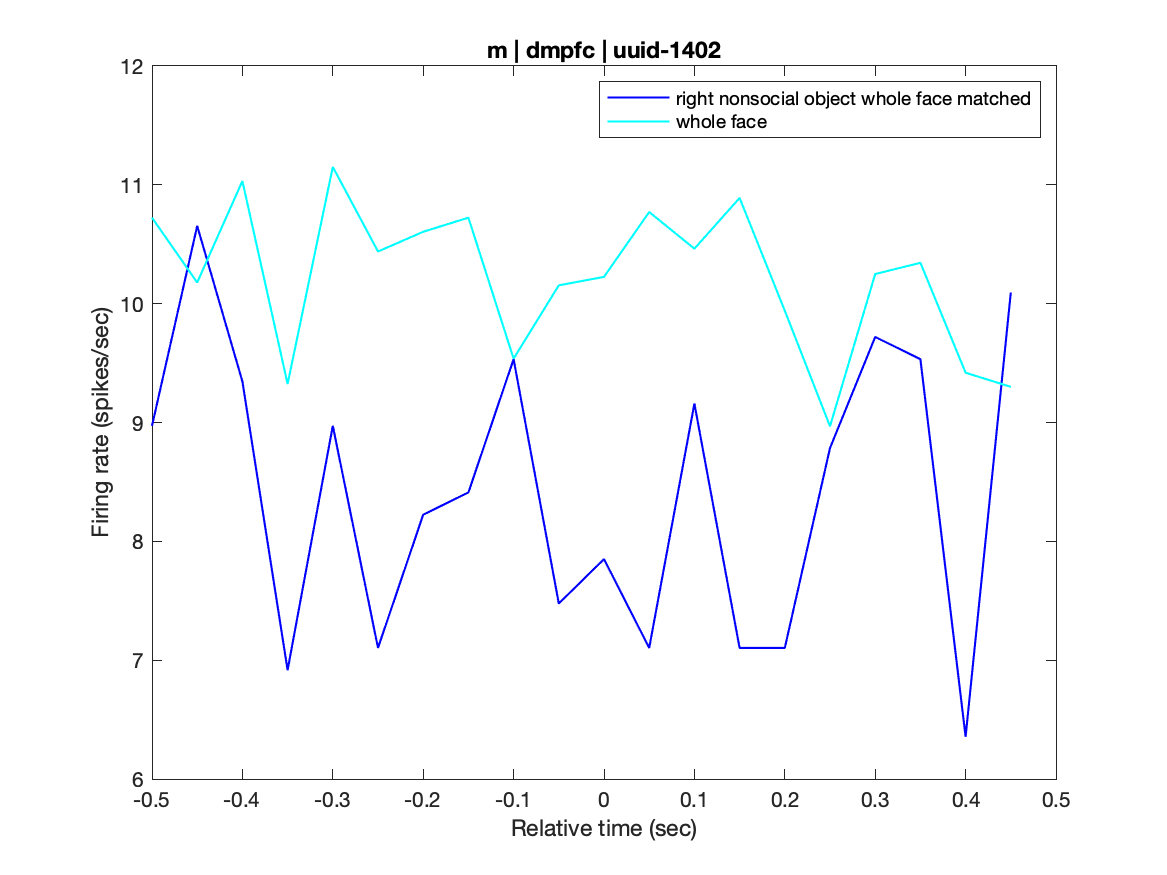 m | dmpfc | uuid-1402
12
right nonsocial object whole face matched
whole face
11
10
9
8
7
6
Firing rate (spikes/sec)
-0.5 -0.4 -0.3 -0.2 -0.1 0 0.1 0.2 0.3 0.4 0.5
Relative time (sec)